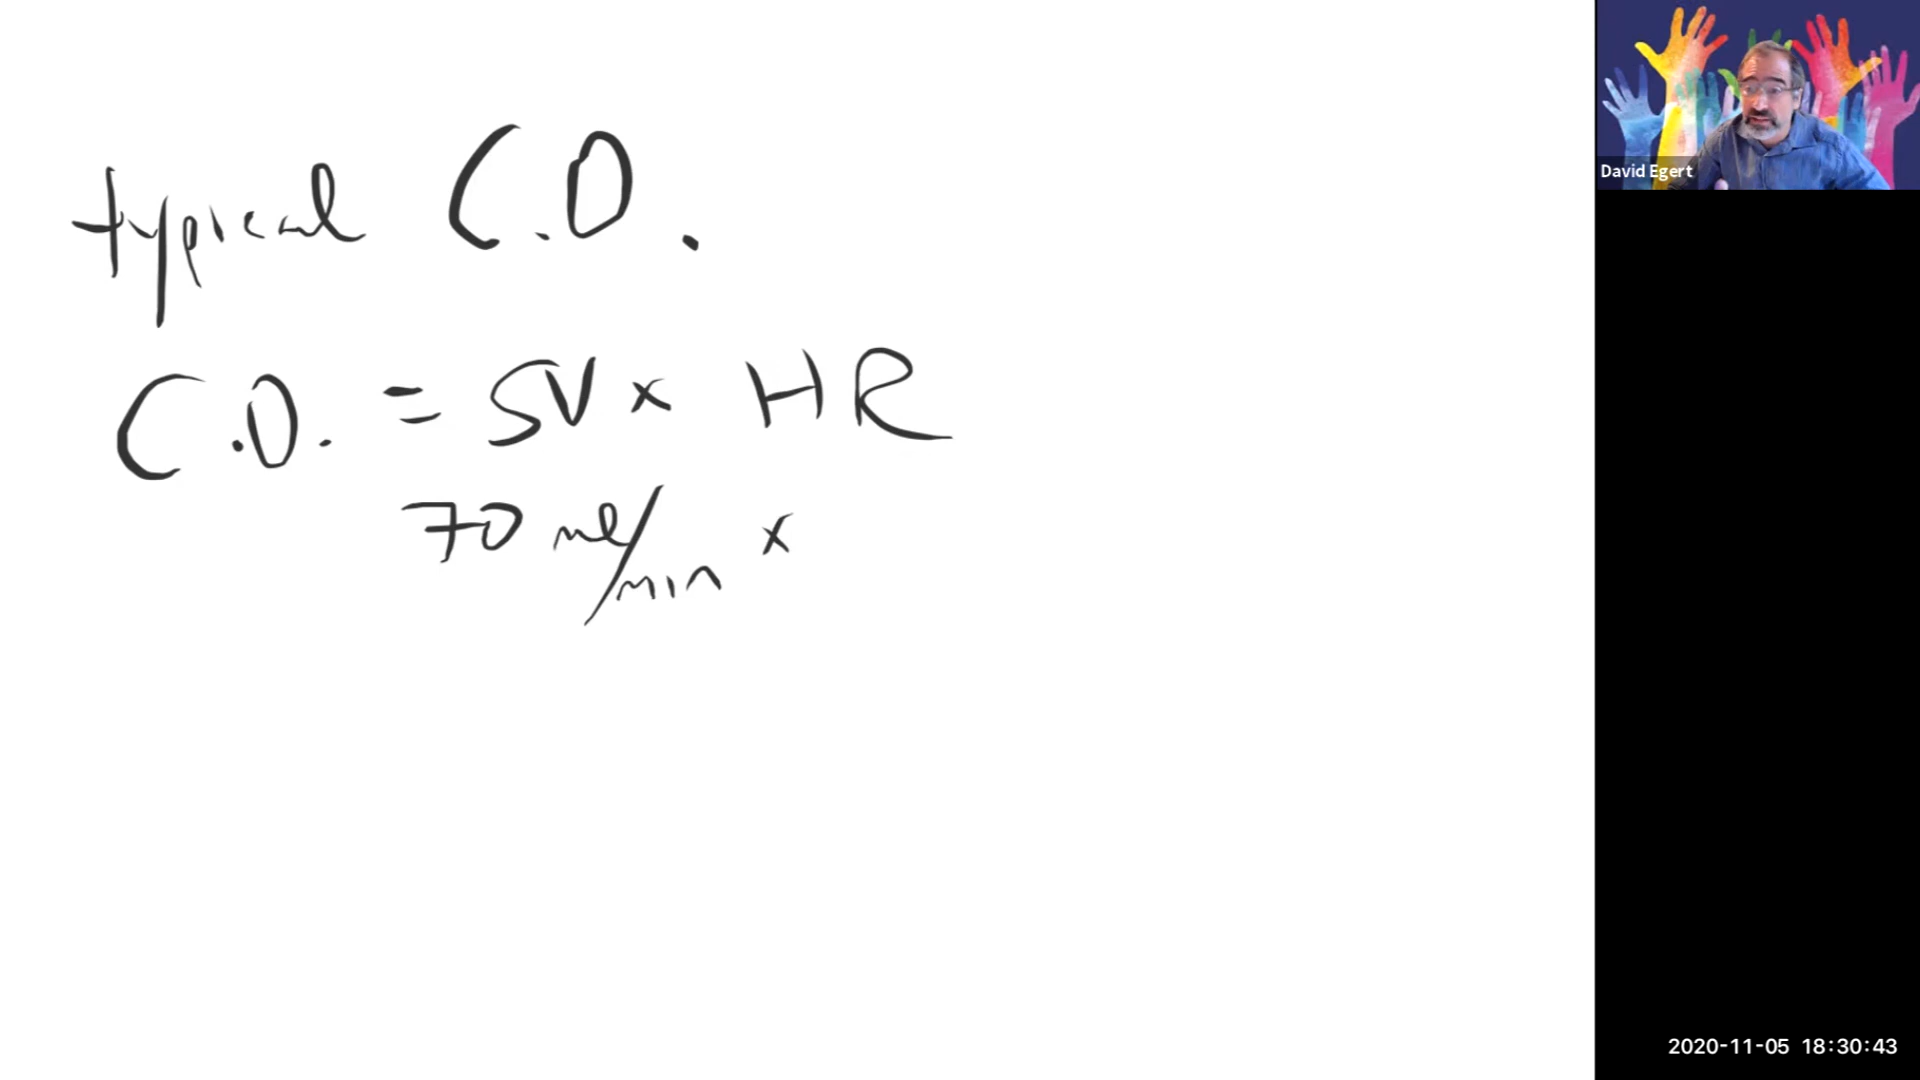 typical C.O.
C.O. = SV x HR
70 ml/min x
David Egert
2020-11-05 18:30:43